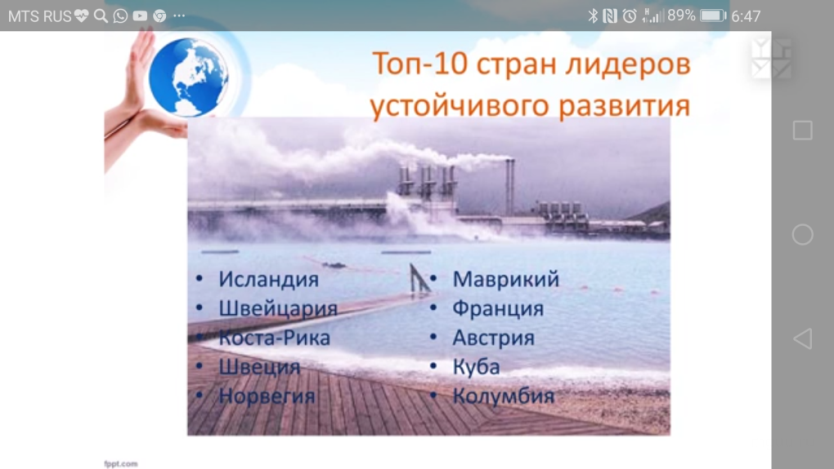 MTS RUS
89%
6:47
Топ-10 стран лидеров
устойчивого развития
• Исландия
• Швейцария
• Коста-Рика
• Швеция
• Норвегия
• Маврикий
• Франция
• Австрия
• Куба
• Колумбия
fppt.com